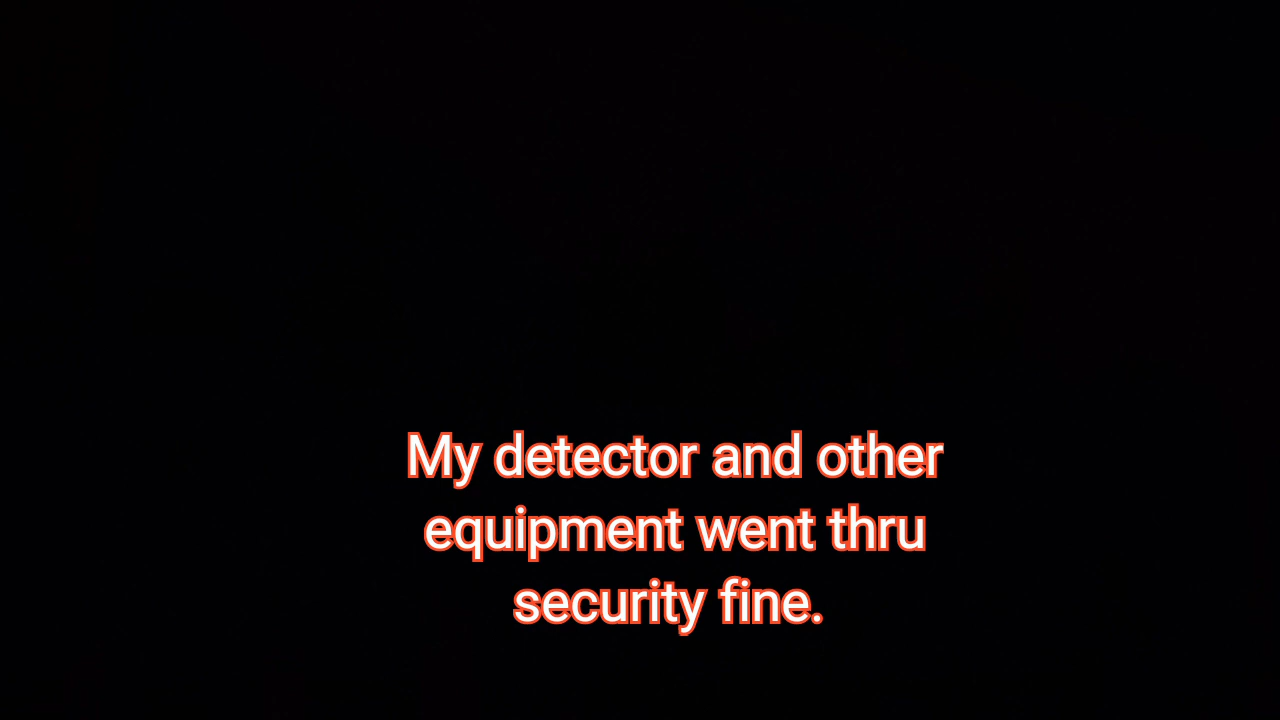 My detector and other
equipment went thru
security fine.